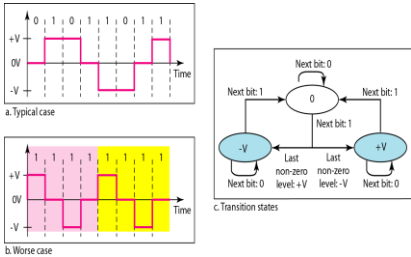 0 1 0 1 1 0 1 1
+V
0V
-V
Time
a. Typical case
1 1 1 1 1 1 1 1
+V
0V
-V
Time
b. Worse case
Next bit: 0
0
Next bit: 1
Next bit: 1
Next bit: 1
-V
+V
Last
non-zero
level: +V
Last
non-zero
level: -V
Next bit: 0
Next bit: 0
c. Transition states